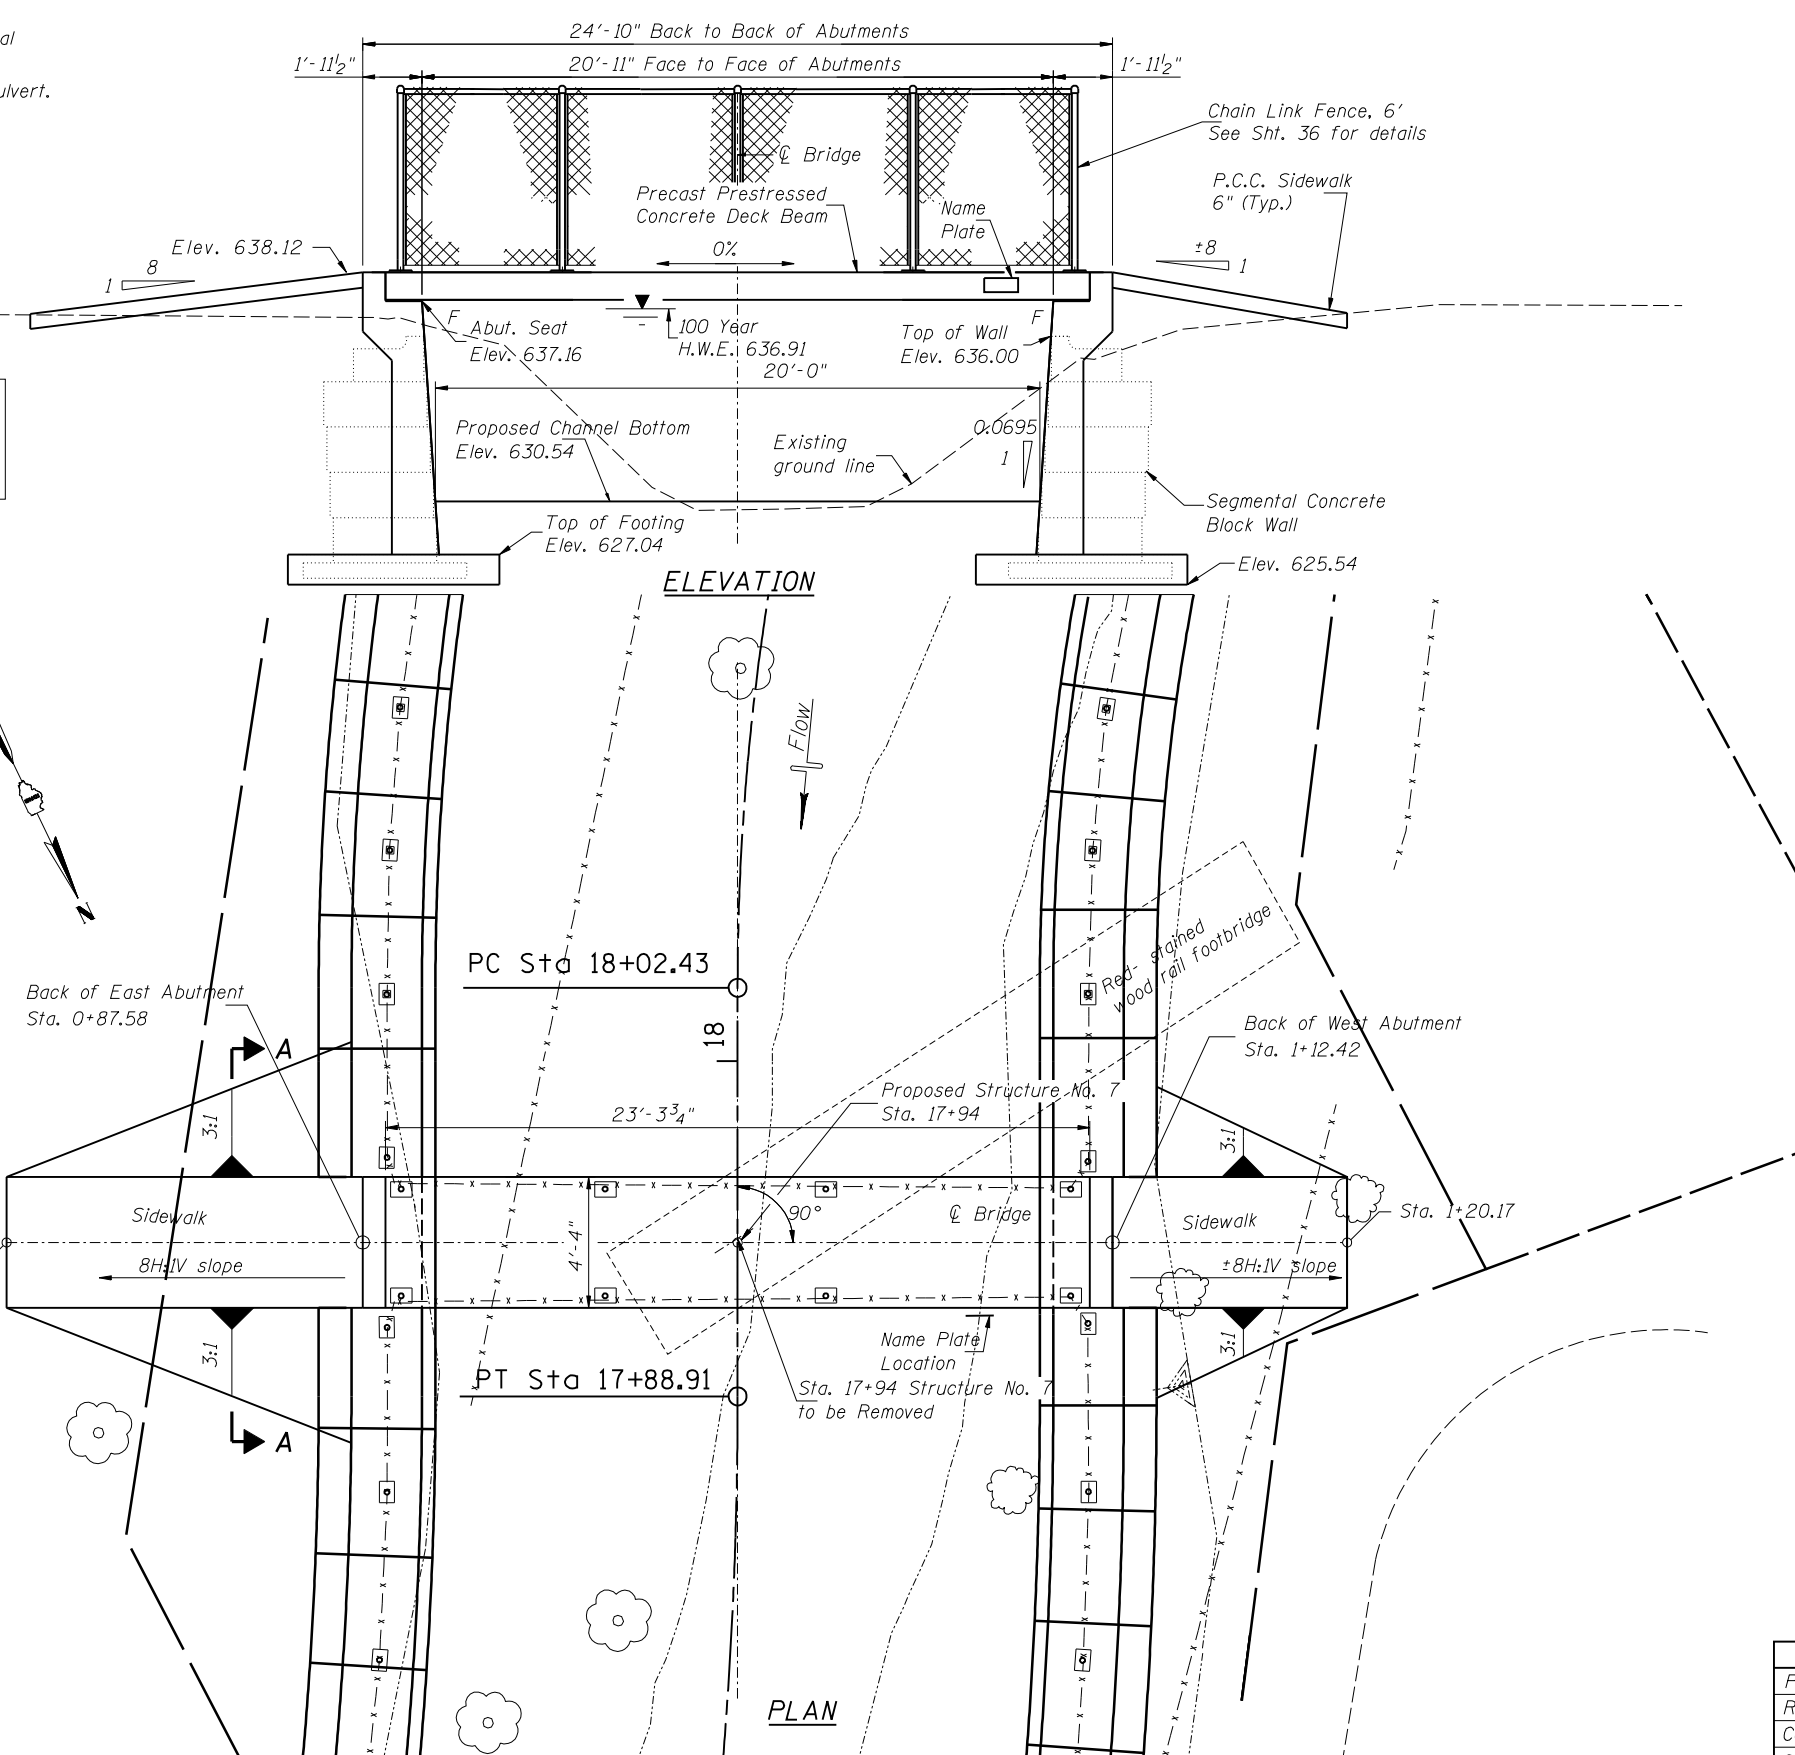 al
ulvert.
24'-10" Back to Back of Abutments
1'-11½"
20'-11" Face to Face of Abutments
1'-11½"
Chain Link Fence, 6'
See Sht. 36 for details
℄ Bridge
P.C.C. Sidewalk
6" (Typ.)
Precast Prestressed
Concrete Deck Beam
Name
Plate
Elev. 638.12
0%
±8
1
8
1
F
Abut. Seat
Elev. 637.16
100 Year
H.W.E. 636.91
Top of Wall
Elev. 636.00
F
20'-0"
Proposed Channel Bottom
Elev. 630.54
Existing
ground line
0.0695
1
Segmental Concrete
Block Wall
Top of Footing
Elev. 627.04
Elev. 625.54
ELEVATION
Flow
N
Red- stained
wood rail footbridge
PC Sta 18+02.43
Back of East Abutment
Sta. 0+87.58
18
Back of West Abutment
Sta. 1+12.42
A
3:1
23'-3¾"
Proposed Structure No. 7
Sta. 17+94
3:1
Sidewalk
4'-4"
90°
℄ Bridge
Sidewalk
Sta. 1+20.17
8H:1V slope
±8H:1V slope
3:1
Name Plate
Location
3:1
PT Sta 17+88.91
Sta. 17+94 Structure No. 7
to be Removed
A
PLAN
F
R
C